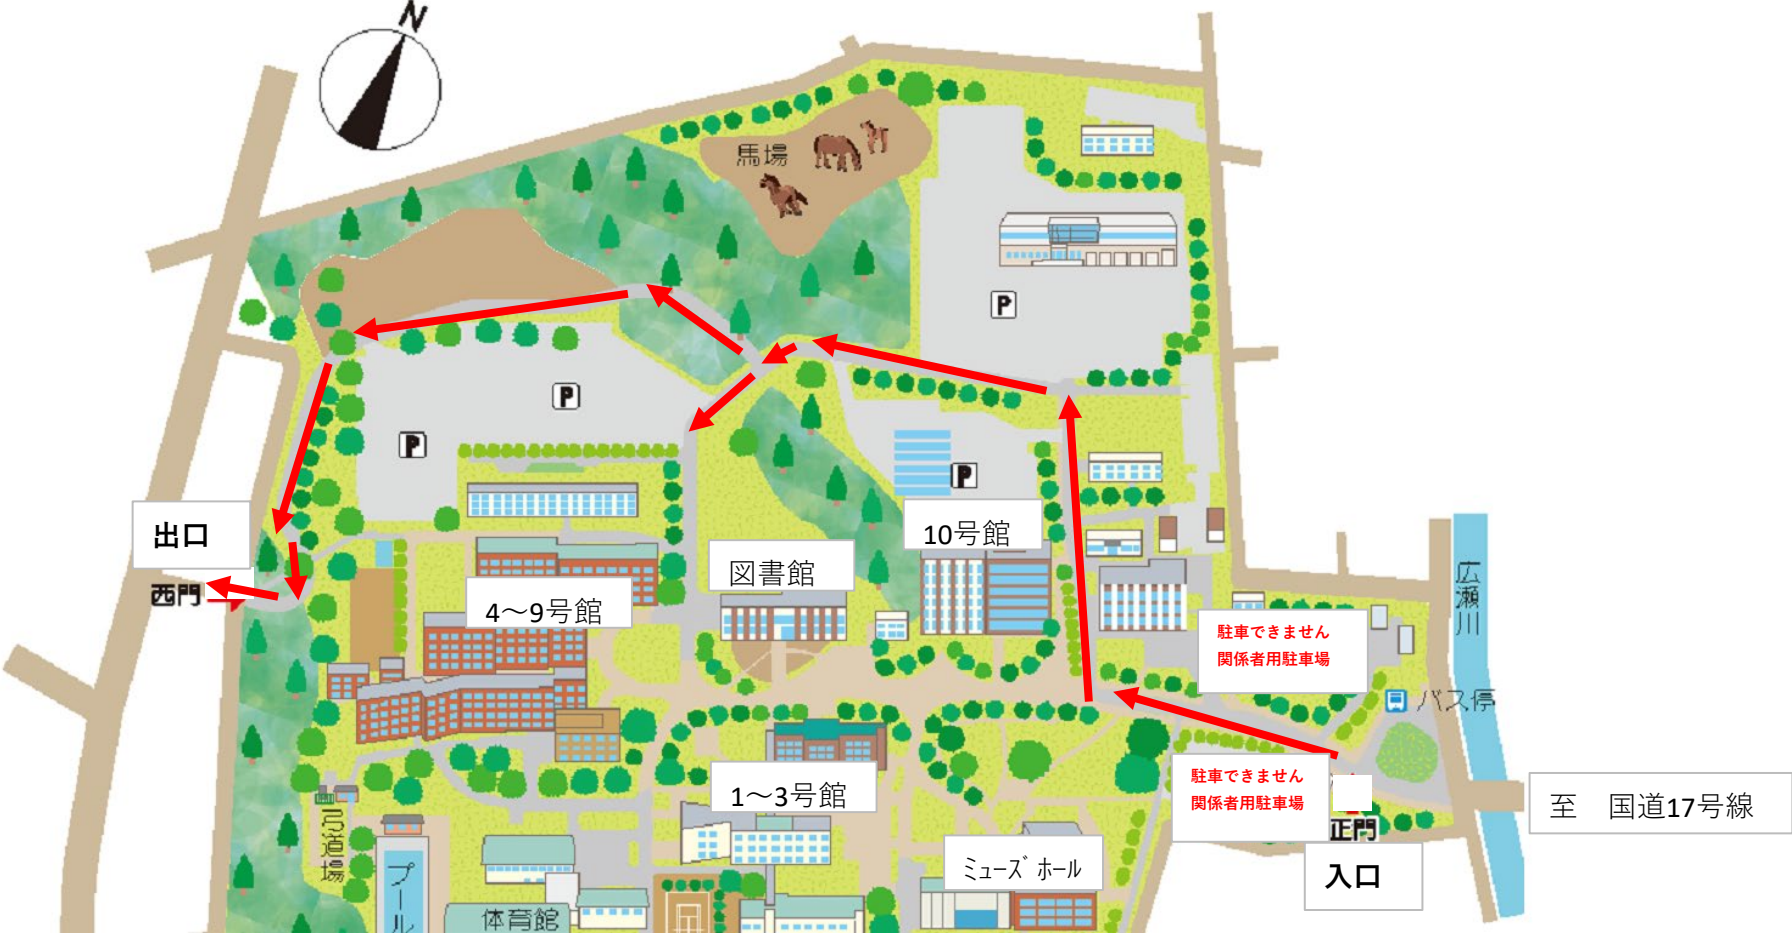 N
馬場
P
P
P
出口
P
10号館
図書館
西門
4～9号館
広瀬川
駐車できません
関係者用駐車場
バス停
1～3号館
駐車できません
関係者用駐車場
至　国道17号線
弓道場
正門
プール
ミューズホール
入口
体育館